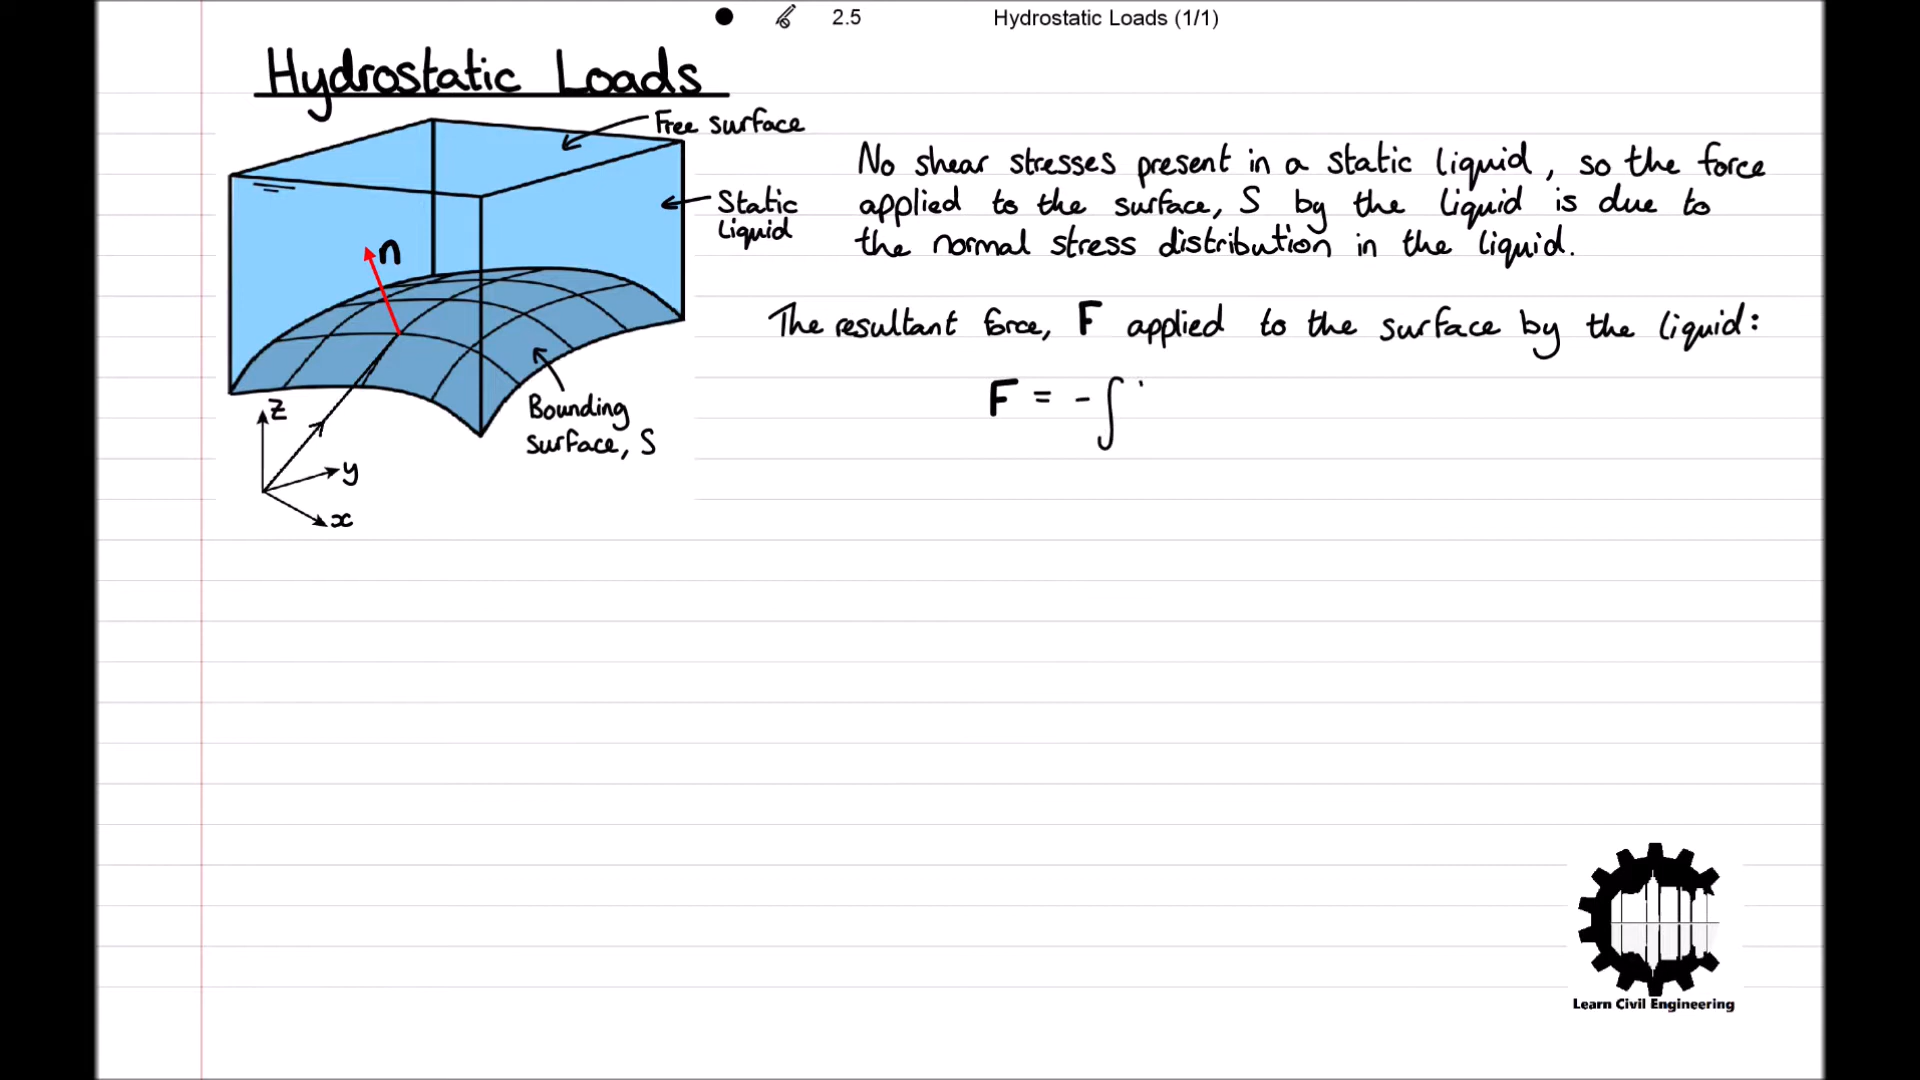 2.5 Hydrostatic Loads (1/1)
Hydrostatic Loads
Free surface
Static
liquid
n
Bounding
surface, S
z
y
x
No shear stresses present in a static liquid, so the force
applied to the surface, S by the liquid is due to
the normal stress distribution in the liquid.
The resultant force, F applied to the surface by the liquid:
F = -∫
Learn Civil Engineering